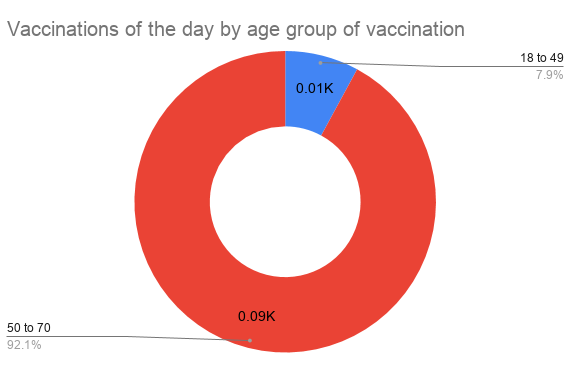 Vaccinations of the day by age group of vaccination
18 to 49
7.9%
0.01K
0.09K
50 to 70
92.1%